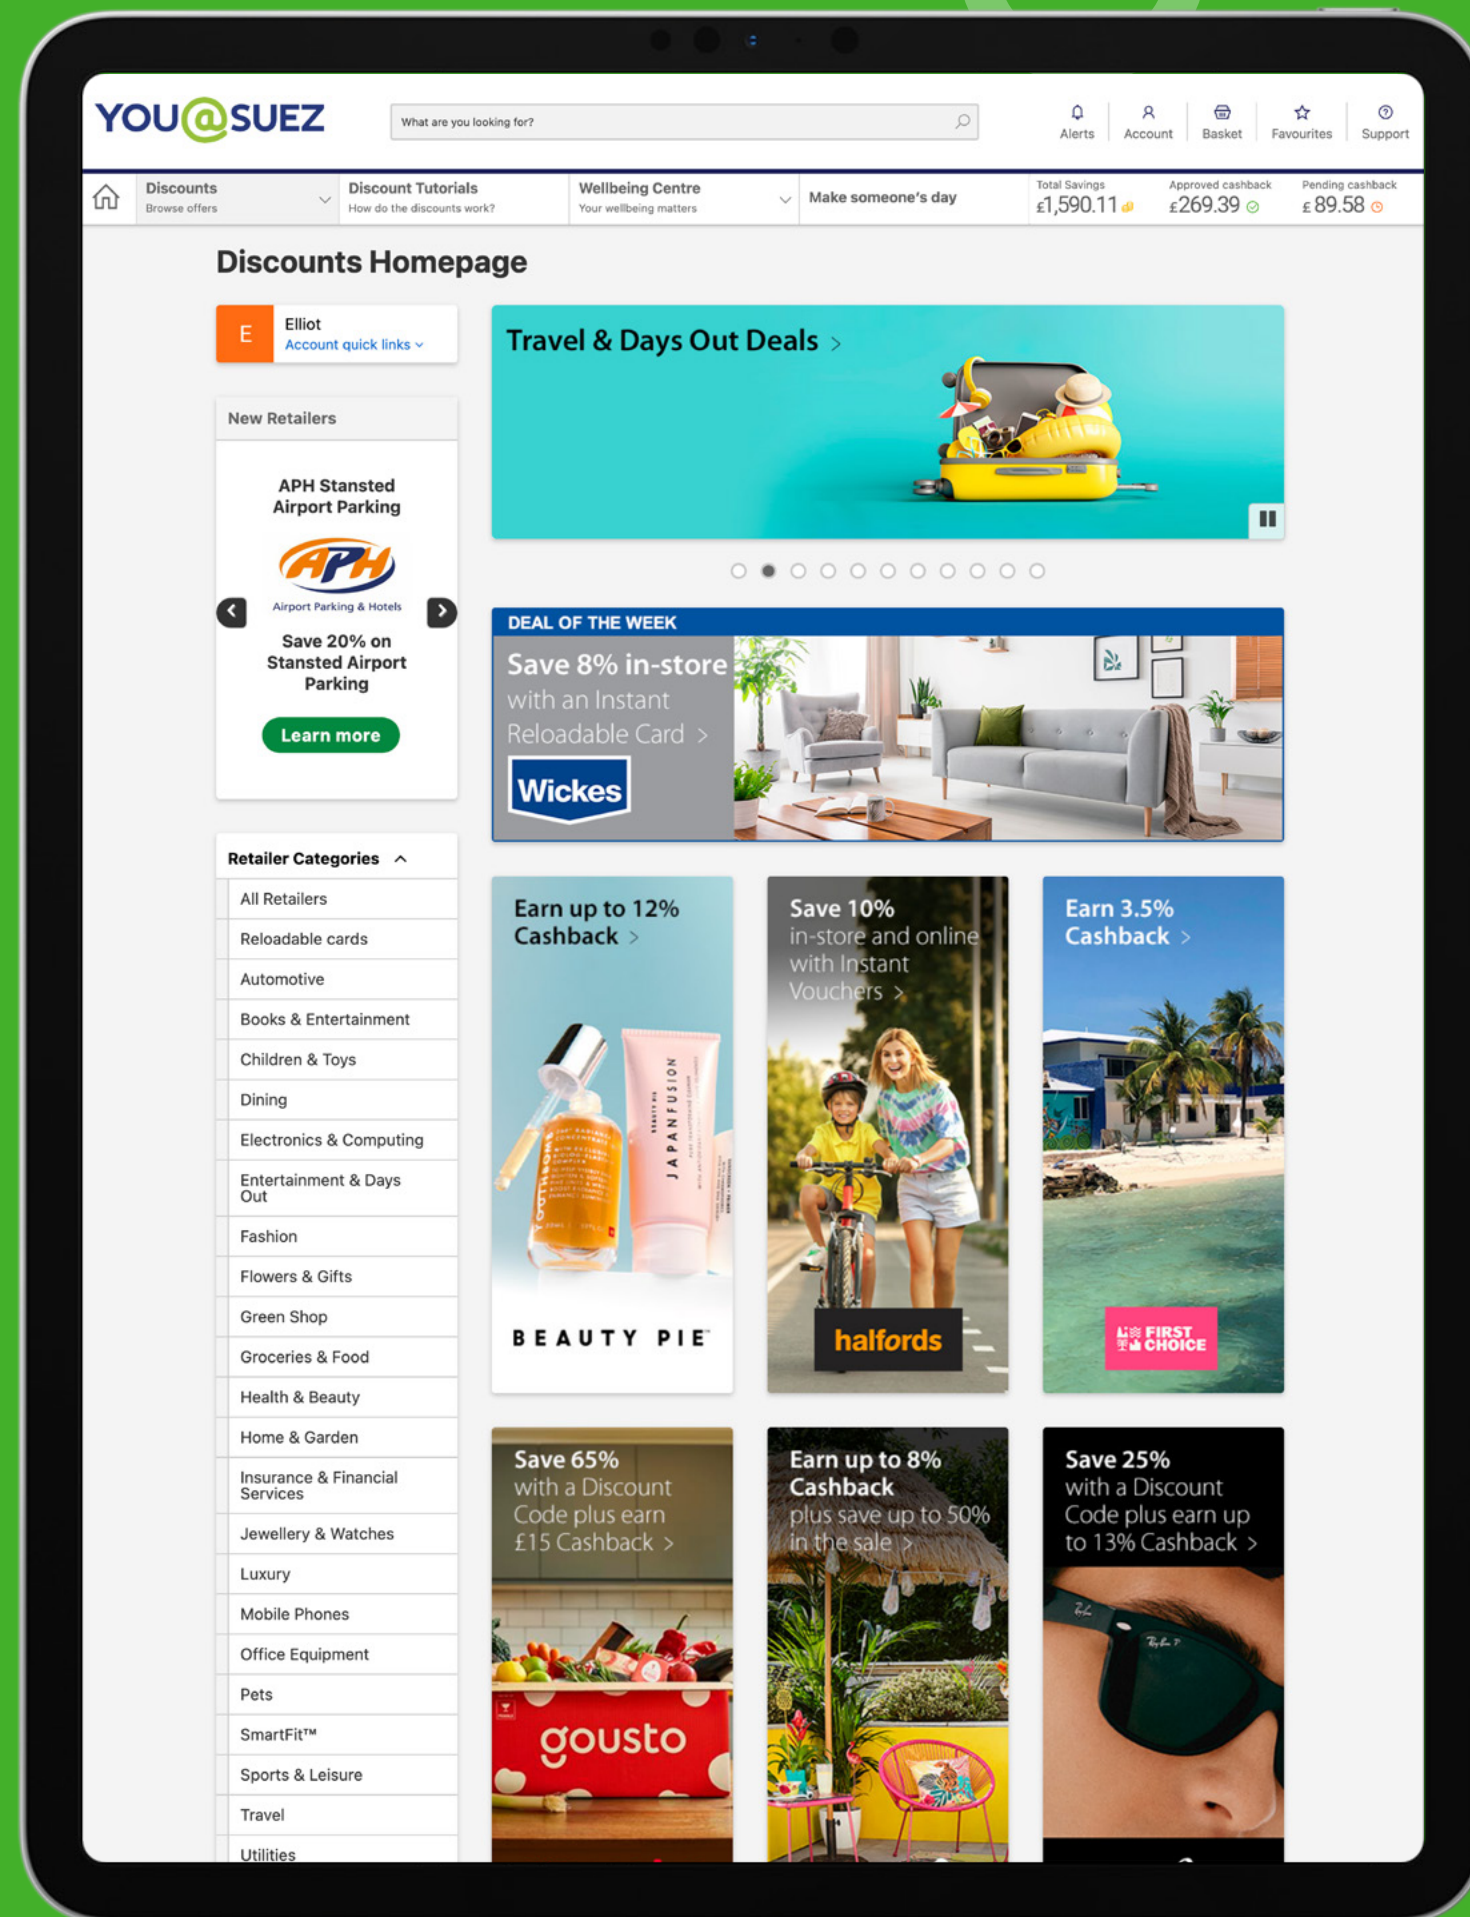 YOU@SUEZ
What are you looking for?
Alerts
Account
Basket
Favourites
Support
Discounts
Browse offers
Discount Tutorials
How do the discounts work?
Wellbeing Centre
Your wellbeing matters
Make someone's day
Total Savings
£1,590.11
Approved cashback
£269.39
Pending cashback
£ 89.58
Discounts Homepage
E
Elliot
Account quick links
New Retailers
APH Stansted
Airport Parking
APH
Airport Parking & Hotels
Save 20% on
Stansted Airport
Parking
Learn more
Retailer Categories
All Retailers
Reloadable cards
Automotive
Books & Entertainment
Children & Toys
Dining
Electronics & Computing
Entertainment & Days
Out
Fashion
Flowers & Gifts
Green Shop
Groceries & Food
Health & Beauty
Home & Garden
Insurance & Financial
Services
Jewellery & Watches
Luxury
Mobile Phones
Office Equipment
Pets
SmartFit™
Sports & Leisure
Travel
Utilities
Travel & Days Out Deals >
DEAL OF THE WEEK
Save 8% in-store
with an Instant
Reloadable Card >
Wickes
Earn up to 12%
Cashback >
YOUTHBOMB
BEAUTY PIE
JAPANFUSION
BEAUTY PIE™
Save 10%
in-store and online
with Instant
Vouchers >
halfords
Earn 3.5%
Cashback >
FIRST
CHOICE
Save 65%
with a Discount
Code plus earn
£15 Cashback >
gousto
Earn up to 8%
Cashback
plus save up to 50%
in the sale >
Save 25%
with a Discount
Code plus earn up
to 13% Cashback >
Ray-Ban
Ray-Ban